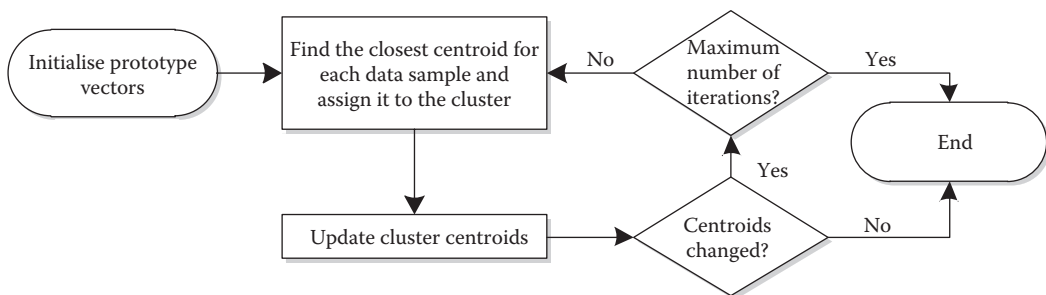 Initialise prototype
vectors
Find the closest centroid for
each data sample and
assign it to the cluster
Update cluster centroids
Centroids
changed?
Yes
No
Maximum
number of
iterations?
No
Yes
End